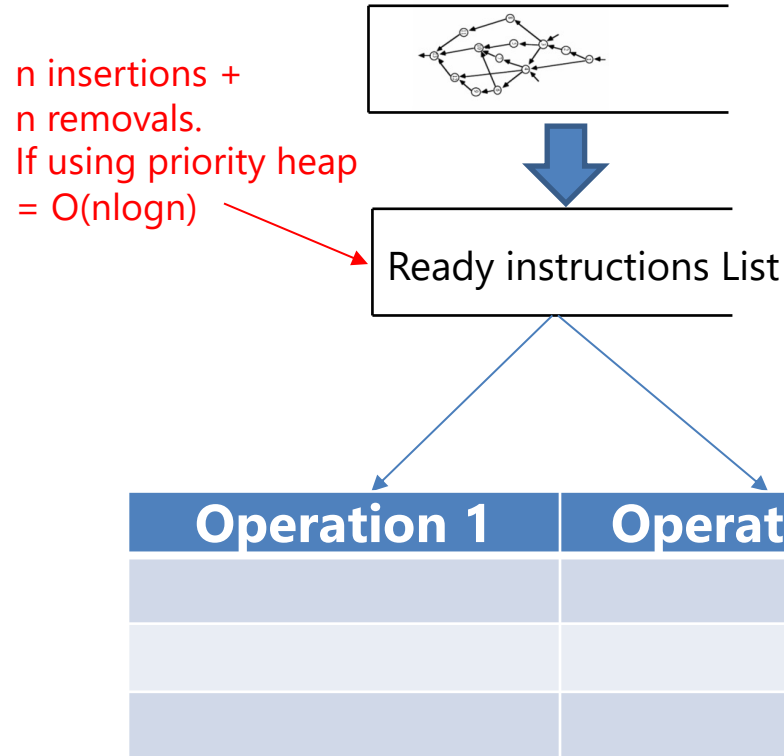 n insertions +
n removals.
If using priority heap
= O(nlogn)
Ready instructions List
Operation 1
Operat